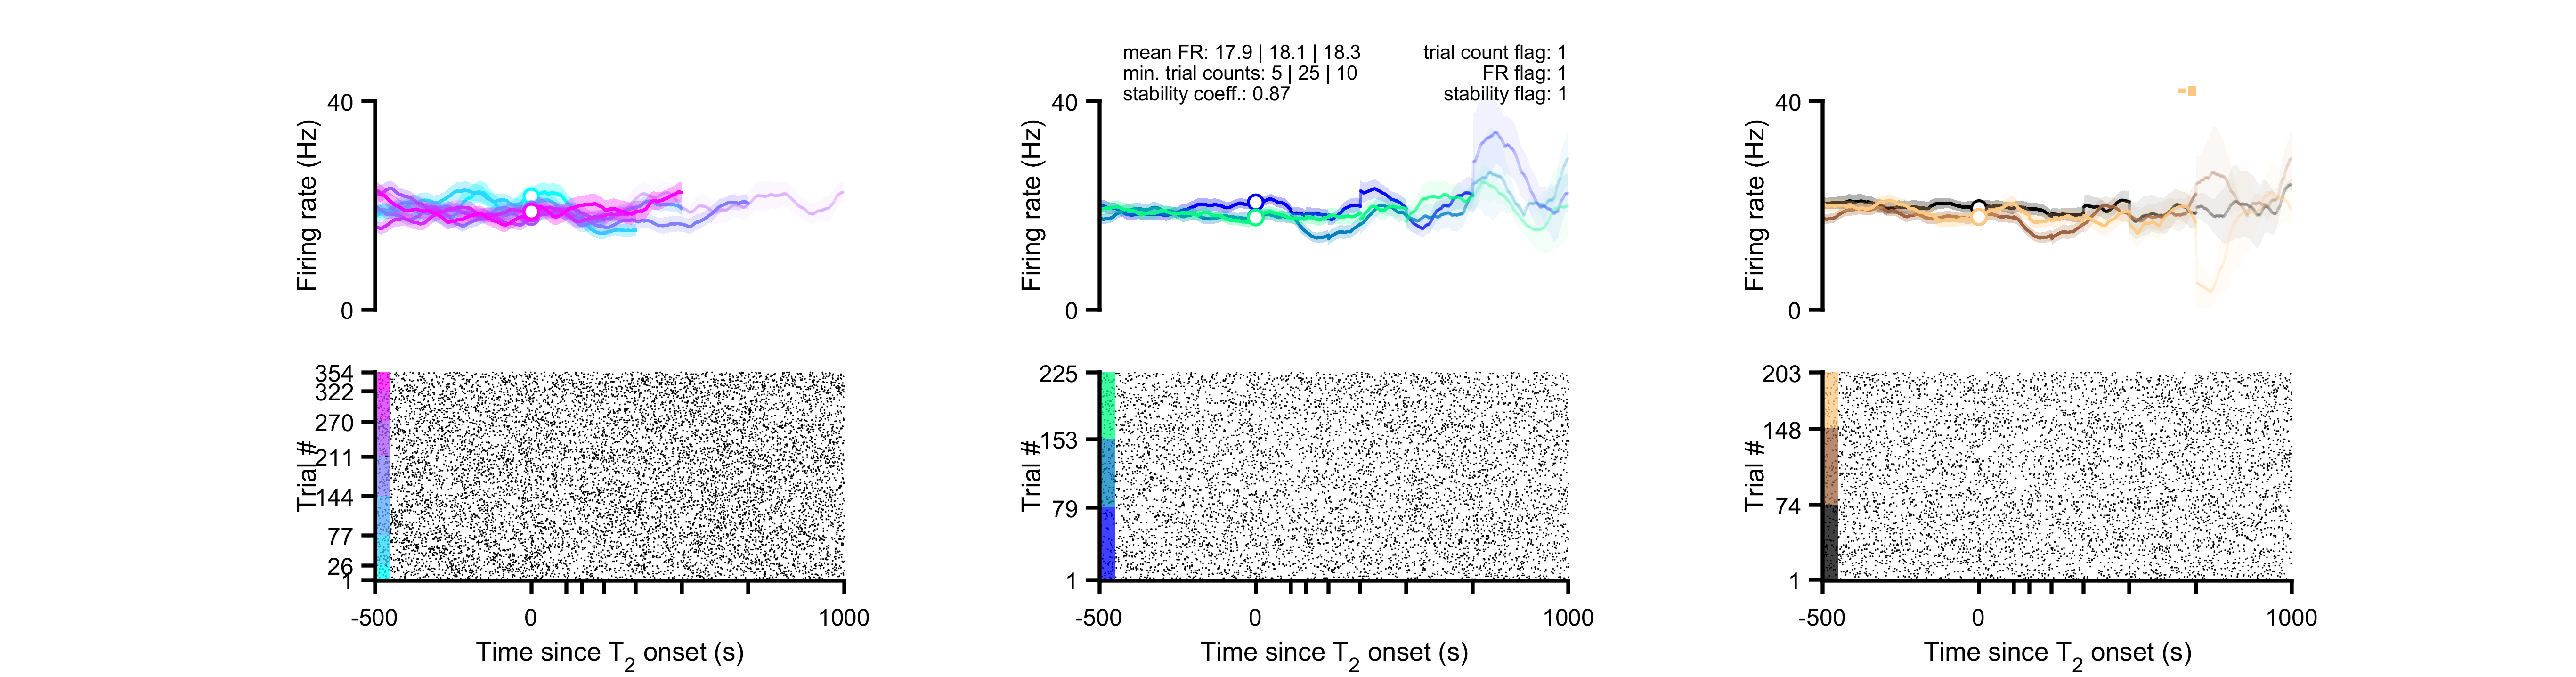 mean FR: 17.9 | 18.1 | 18.3
trial count flag: 1
min. trial counts: 5 | 25 | 10
FR flag: 1
stability coeff.: 0.87
stability flag: 1
40
Firing rate (Hz)
0
40
Firing rate (Hz)
0
40
Firing rate (Hz)
0
354
322
270
211
144
77
26
1
Trial #
-500
0
1000
Time since T2 onset (s)
225
153
79
1
Trial #
-500
0
1000
Time since T2 onset (s)
203
148
74
1
Trial #
-500
0
1000
Time since T2 onset (s)